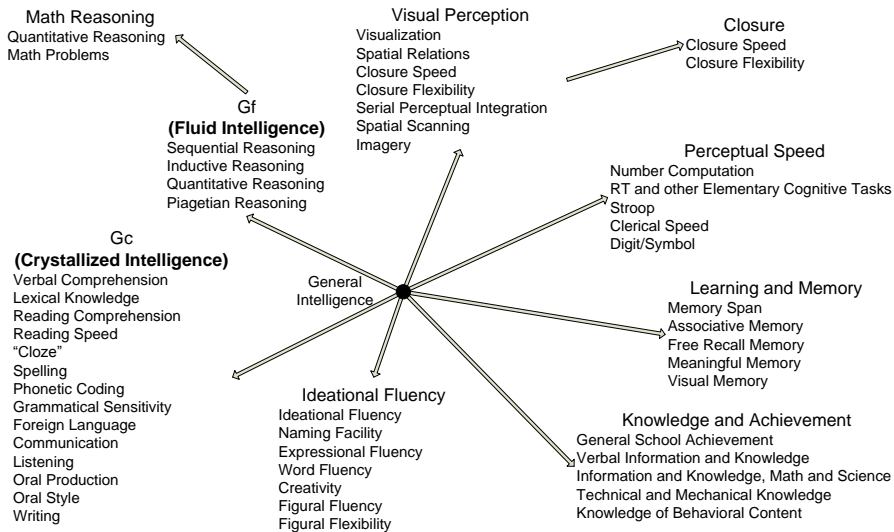 Math Reasoning
Quantitative Reasoning
Math Problems
Visual Perception
Visualization
Spatial Relations
Closure Speed
Closure Flexibility
Serial Perceptual Integration
Spatial Scanning
Imagery
Closure
Closure Speed
Closure Flexibility
Gf
(Fluid Intelligence)
Sequential Reasoning
Inductive Reasoning
Quantitative Reasoning
Piagetian Reasoning
Perceptual Speed
Number Computation
RT and other Elementary Cognitive Tasks
Stroop
Clerical Speed
Digit/Symbol
Gc
(Crystallized Intelligence)
Verbal Comprehension
Lexical Knowledge
Reading Comprehension
Reading Speed
“Cloze”
Spelling
Phonetic Coding
Grammatical Sensitivity
Foreign Language
Communication
Listening
Oral Production
Oral Style
Writing
General
Intelligence
Learning and Memory
Memory Span
Associative Memory
Free Recall Memory
Meaningful Memory
Visual Memory
Ideational Fluency
Ideational Fluency
Naming Facility
Expressional Fluency
Word Fluency
Creativity
Figural Fluency
Figural Flexibility
Knowledge and Achievement
General School Achievement
Verbal Information and Knowledge
Information and Knowledge, Math and Science
Technical and Mechanical Knowledge
Knowledge of Behavioral Content